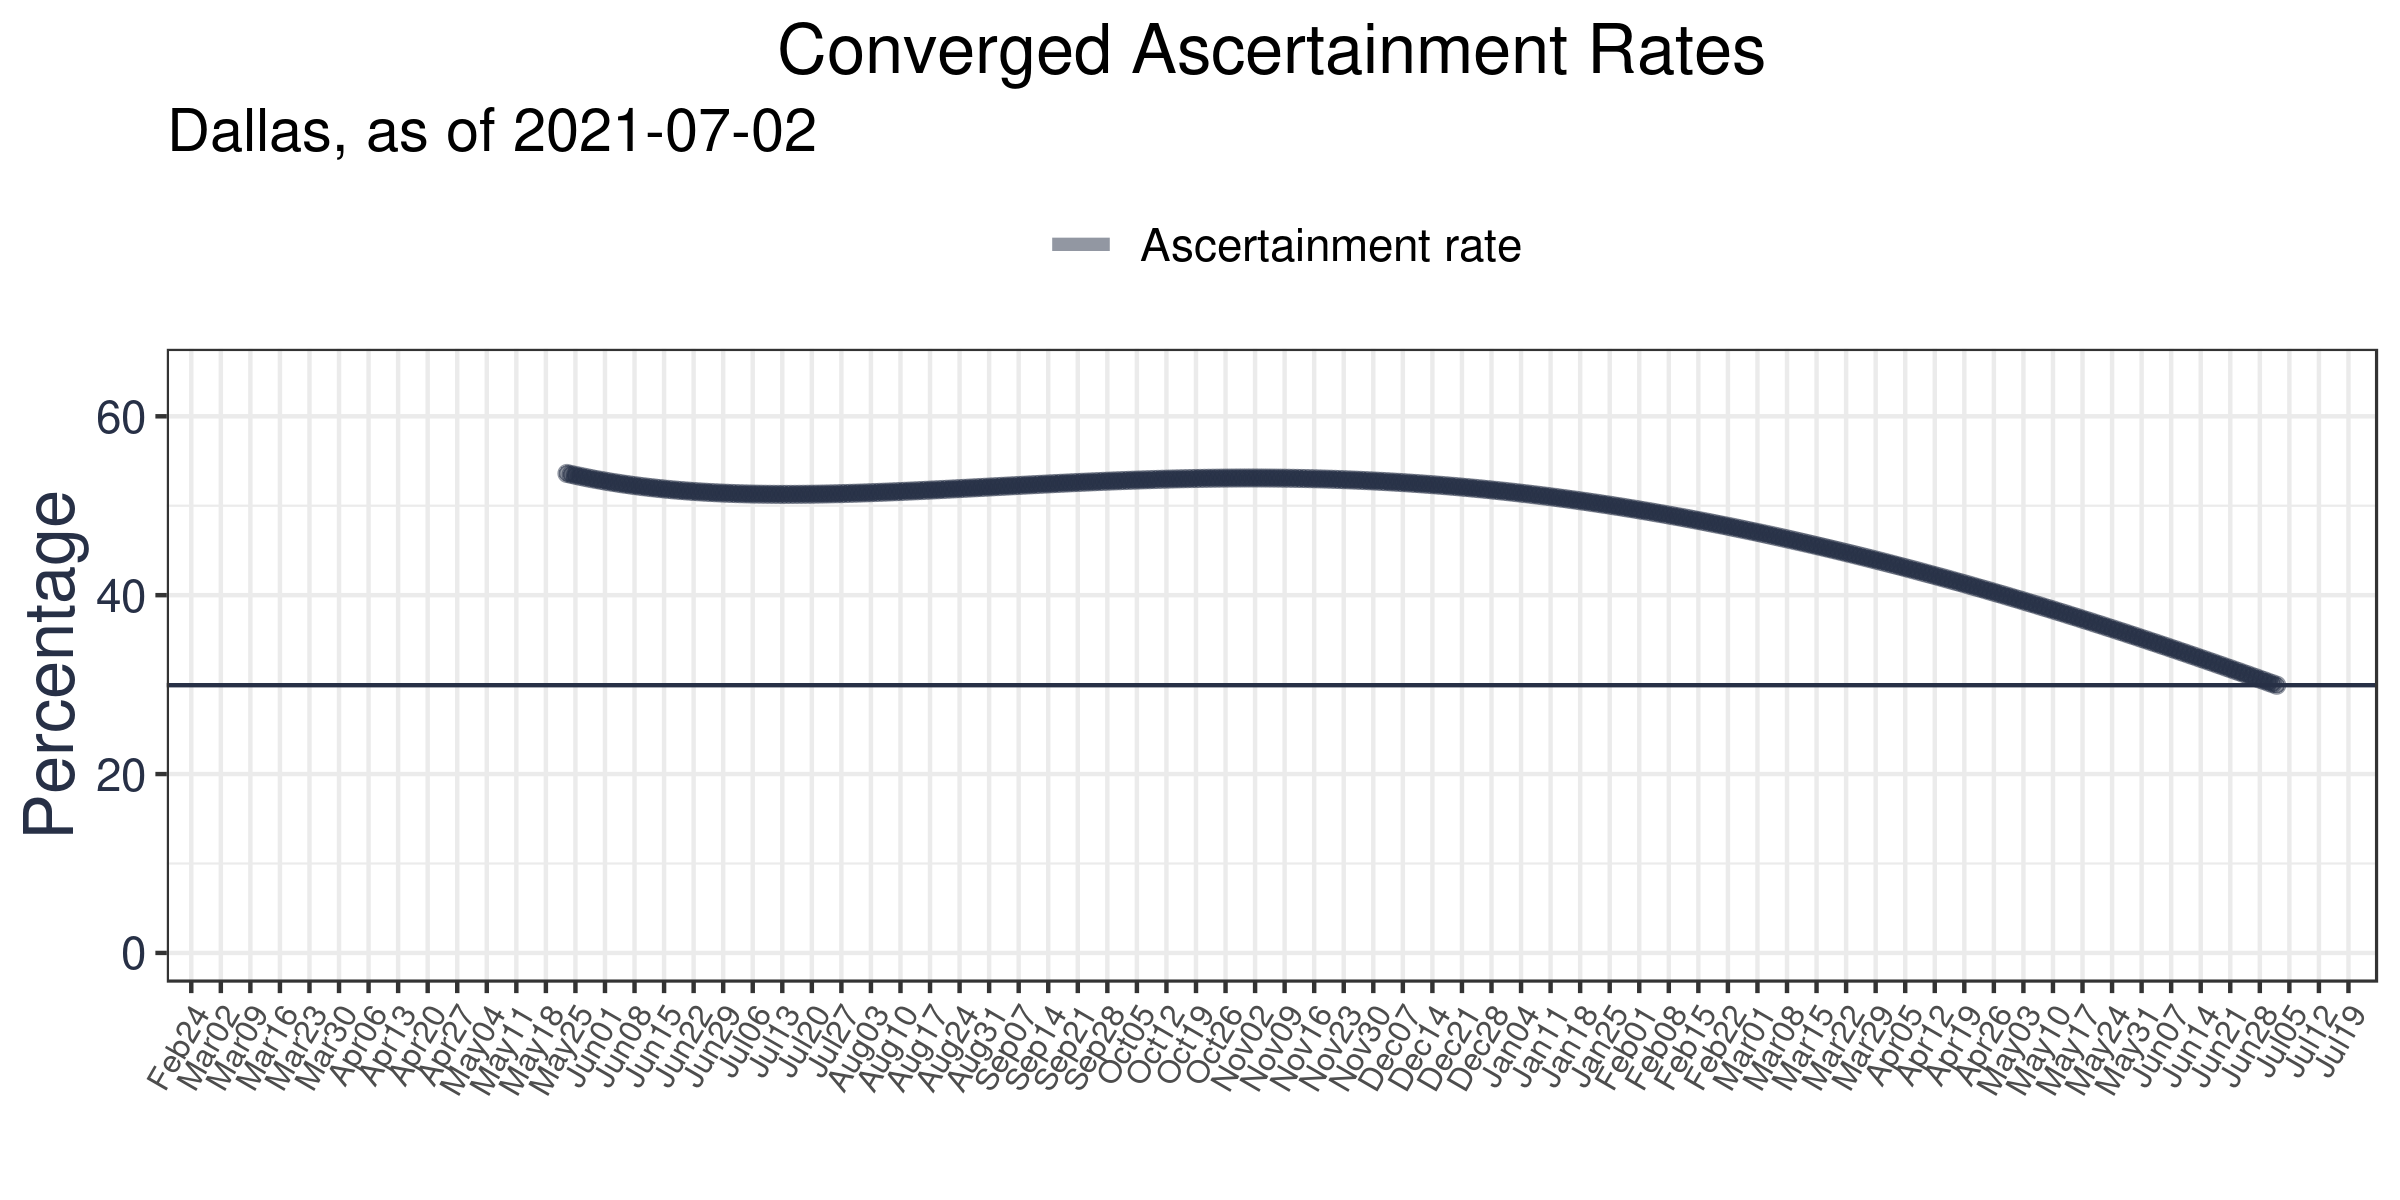 Converged Ascertainment Rates
Dallas, as of 2021-07-02
Ascertainment rate
Percentage
60
40
20
0
Feb24 Mar02 Mar09 Mar16 Mar23 Mar30 Apr06 Apr13 Apr20 Apr27 May04 May11 May18 May25 Jun01 Jun08 Jun15 Jun22 Jun29 Jul06 Jul13 Jul20 Jul27 Aug03 Aug10 Aug17 Aug24 Aug31 Sep07 Sep14 Sep21 Sep28 Oct05 Oct12 Oct19 Oct26 Nov02 Nov09 Nov16 Nov23 Nov30 Dec07 Dec14 Dec21 Dec28 Jan04 Jan11 Jan18 Jan25 Feb01 Feb08 Feb15 Feb22 Mar01 Mar08 Mar15 Mar22 Mar29 Apr05 Apr12 Apr19 Apr26 May03 May10 May17 May24 May31 Jun07 Jun14 Jun21 Jun28 Jul05 Jul12 Jul19